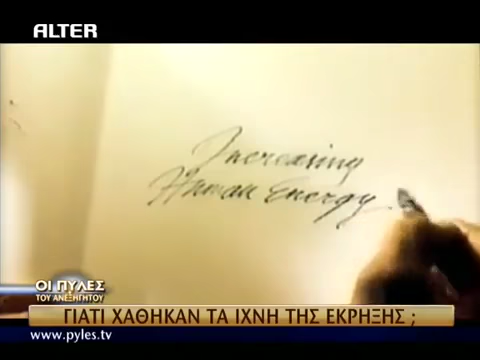 ALTER
Increasing
Human Energy
ΟΙ ΠΥΛΕΣ
ΤΟΥ ΑΝΕΞΗΓΗΤΟΥ
ΓΙΑΤΙ ΧΑΘΗΚΑΝ ΤΑ ΙΧΝΗ ΤΗΣ ΕΚΡΗΞΗΣ ;
www.pyles.tv